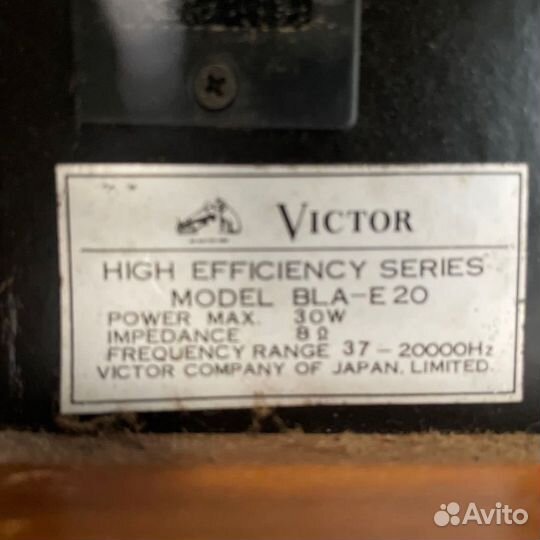 VICTOR
HIGH EFFICIENCY SERIES
MODEL BLA-E20
POWER MAX. 30W
IMPEDANCE 8Ω
FREQUENCY RANGE 37-20000Hz
VICTOR COMPANY OF JAPAN, LIMITED.
Avito